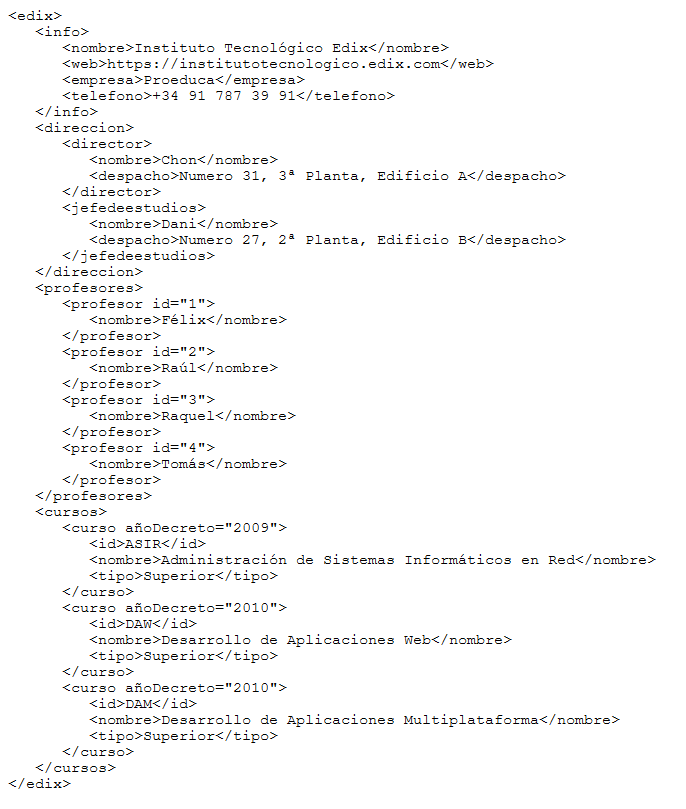 <edix>
<info>
<nombre>Instituto Tecnológico Edix</nombre>
<web>https://institutotecnologico.edix.com</web>
<empresa>Proeduca</empresa>
<telefono>+34 91 787 39 91</telefono>
</info>
<direccion>
<director>
<nombre>Chon</nombre>
<despacho>Numero 31, 3ª Planta, Edificio A</despacho>
</director>
<jefedeestudios>
<nombre>Dani</nombre>
<despacho>Numero 27, 2ª Planta, Edificio B</despacho>
</jefedeestudios>
</direccion>
<profesores>
<profesor id="1">
<nombre>Félix</nombre>
</profesor>
<profesor id="2">
<nombre>Raúl</nombre>
</profesor>
<profesor id="3">
<nombre>Raquel</nombre>
</profesor>
<profesor id="4">
<nombre>Tomás</nombre>
</profesor>
</profesores>
<cursos>
<curso añoDecreto="2009">
<id>ASIR</id>
<nombre>Administración de Sistemas Informáticos en Red</nombre>
<tipo>Superior</tipo>
</curso>
<curso añoDecreto="2010">
<id>DAW</id>
<nombre>Desarrollo de Aplicaciones Web</nombre>
<tipo>Superior</tipo>
</curso>
<curso añoDecreto="2010">
<id>DAM</id>
<nombre>Desarrollo de Aplicaciones Multiplataforma</nombre>
<tipo>Superior</tipo>
</curso>
</cursos>
</edix>